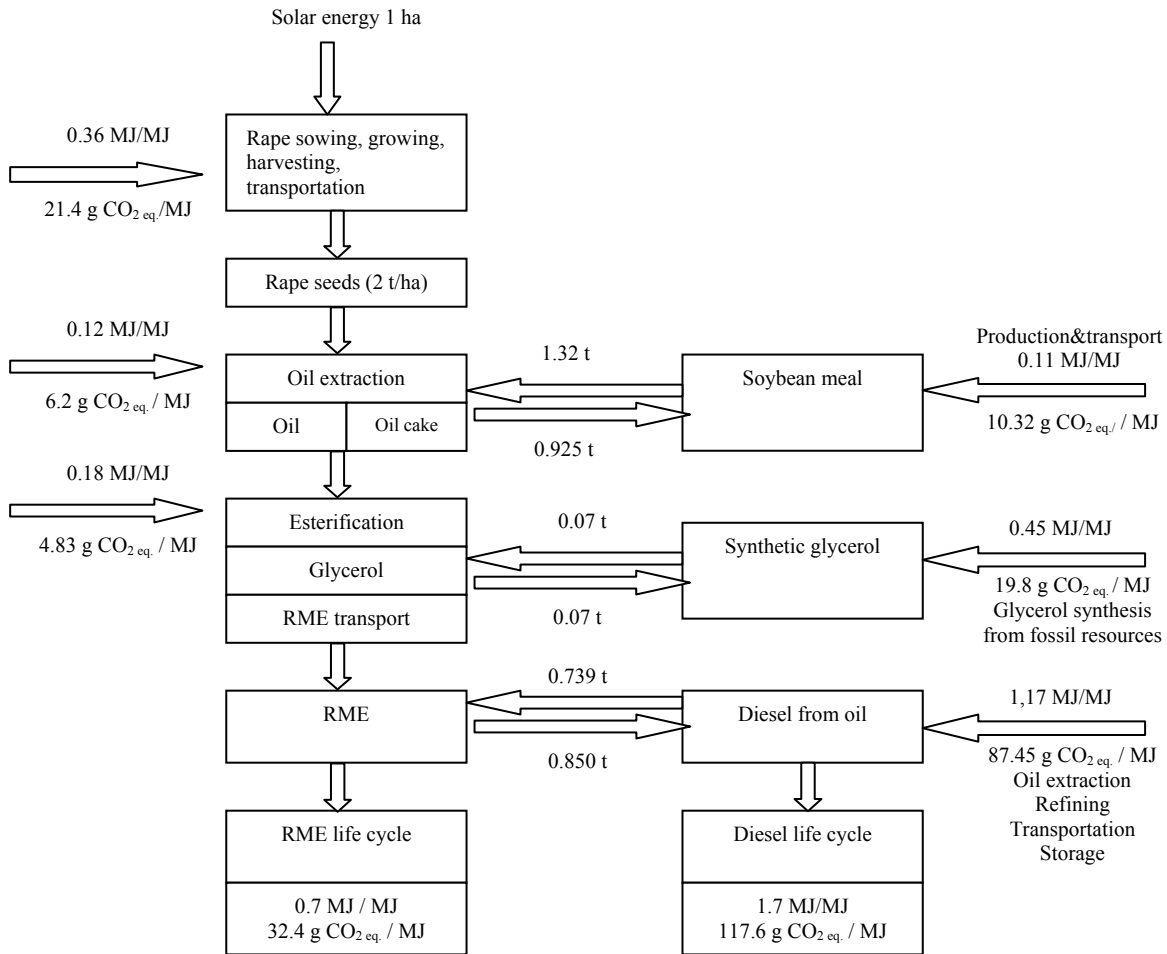 Solar energy 1 ha
0.36 MJ/MJ
21.4 g CO2 eq./MJ
Rape sowing, growing,
harvesting,
transportation
Rape seeds (2 t/ha)
0.12 MJ/MJ
6.2 g CO2 eq. / MJ
Oil extraction
Oil
Oil cake
1.32 t
0.925 t
Soybean meal
Production&transport
0.11 MJ/MJ
10.32 g CO2 eq./ / MJ
0.18 MJ/MJ
4.83 g CO2 eq. / MJ
Esterification
Glycerol
RME transport
0.07 t
0.07 t
Synthetic glycerol
0.45 MJ/MJ
19.8 g CO2 eq. / MJ
Glycerol synthesis
from fossil resources
RME
0.739 t
0.850 t
Diesel from oil
1,17 MJ/MJ
87.45 g CO2 eq. / MJ
Oil extraction
Refining
Transportation
Storage
RME life cycle
0.7 MJ / MJ
32.4 g CO2 eq. / MJ
Diesel life cycle
1.7 MJ/MJ
117.6 g CO2 eq. / MJ